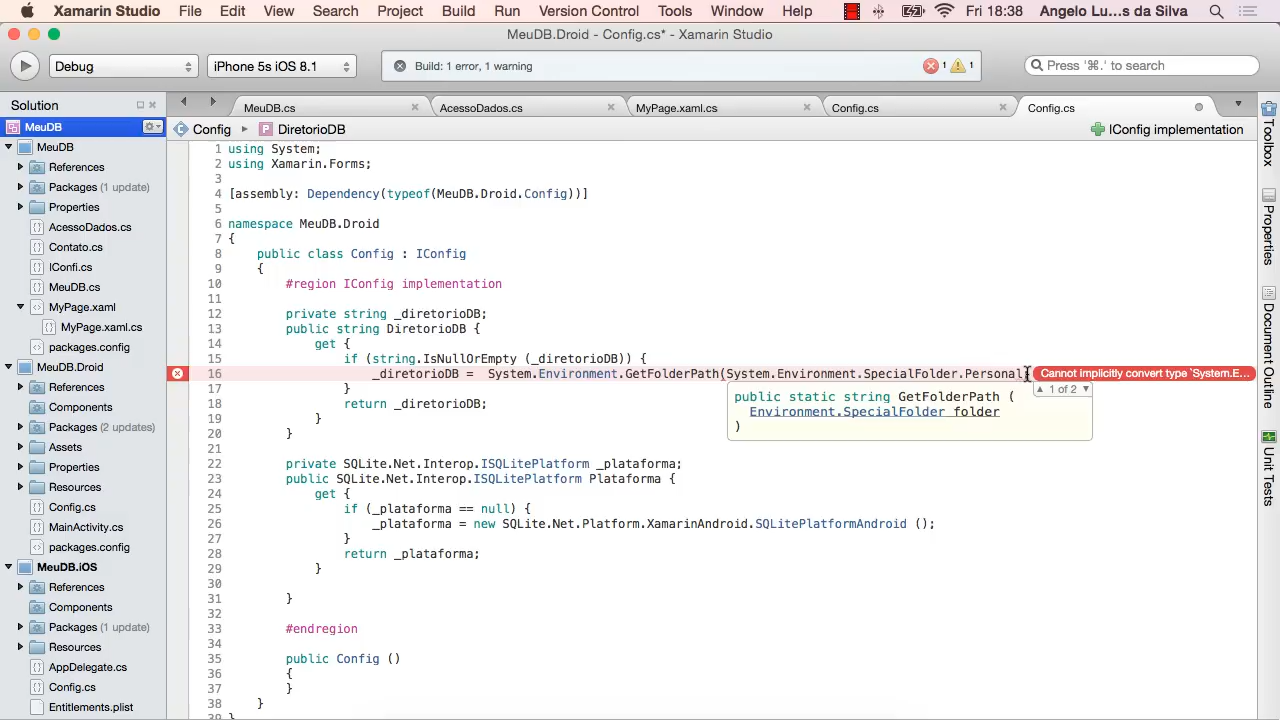 Xamarin Studio File Edit View Search Project Build Run Version Control Tools Window Help Fri 18:38 Angelo Lu...s da Silva
MeuDB.Droid - Config.cs* - Xamarin Studio
Debug iPhone 5s iOS 8.1 Build: 1 error, 1 warning 1 1 Press '⌘.' to search
Solution
MeuDB
MeuDB
References
Packages (1 update)
Properties
AcessoDados.cs
Contato.cs
IConfi.cs
MeuDB.cs
MyPage.xaml
MyPage.xaml.cs
packages.config
MeuDB.Droid
References
Components
Packages (2 updates)
Assets
Properties
Resources
Config.cs
MainActivity.cs
packages.config
MeuDB.iOS
References
Components
Packages (1 update)
Resources
AppDelegate.cs
Config.cs
Entitlements.plist
MeuDB.cs AcessoDados.cs MyPage.xaml.cs Config.cs Config.cs
Config DiretorioDB IConfig implementation
1 using System;
2 using Xamarin.Forms;
3
4 [assembly: Dependency(typeof(MeuDB.Droid.Config))]
5
6 namespace MeuDB.Droid
7 {
8 public class Config : IConfig
9 {
10 #region IConfig implementation
11
12 private string _diretorioDB;
13 public string DiretorioDB {
14 get {
15 if (string.IsNullOrEmpty (_diretorioDB)) {
16 _diretorioDB = System.Environment.GetFolderPath(System.Environment.SpecialFolder.Personal Cannot implicitly convert type `System.E...
17 }
18 return _diretorioDB;
19 }
20 }
21
22 private SQLite.Net.Interop.ISQLitePlatform _plataforma;
23 public SQLite.Net.Interop.ISQLitePlatform Plataforma {
24 get {
25 if (_plataforma == null) {
26 _plataforma = new SQLite.Net.Platform.XamarinAndroid.SQLitePlatformAndroid ();
27 }
28 return _plataforma;
29 }
30
31 }
32
33 #endregion
34
35 public Config ()
36 {
37 }
38 }
39 }
1 of 2
public static string GetFolderPath (
Environment.SpecialFolder folder
)
Toolbox
Properties
Document Outline
Unit Tests